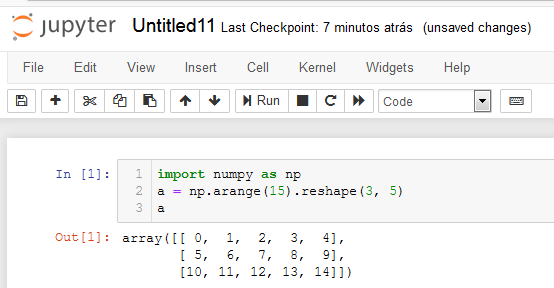 jupyter Untitled11 Last Checkpoint: 7 minutos atrás (unsaved changes)
File Edit View Insert Cell Kernel Widgets Help
Run Code
In [1]: 1 import numpy as np
2 a = np.arange(15).reshape(3, 5)
3 a
Out[1]: array([[ 0,  1,  2,  3,  4],
[ 5,  6,  7,  8,  9],
[10, 11, 12, 13, 14]])